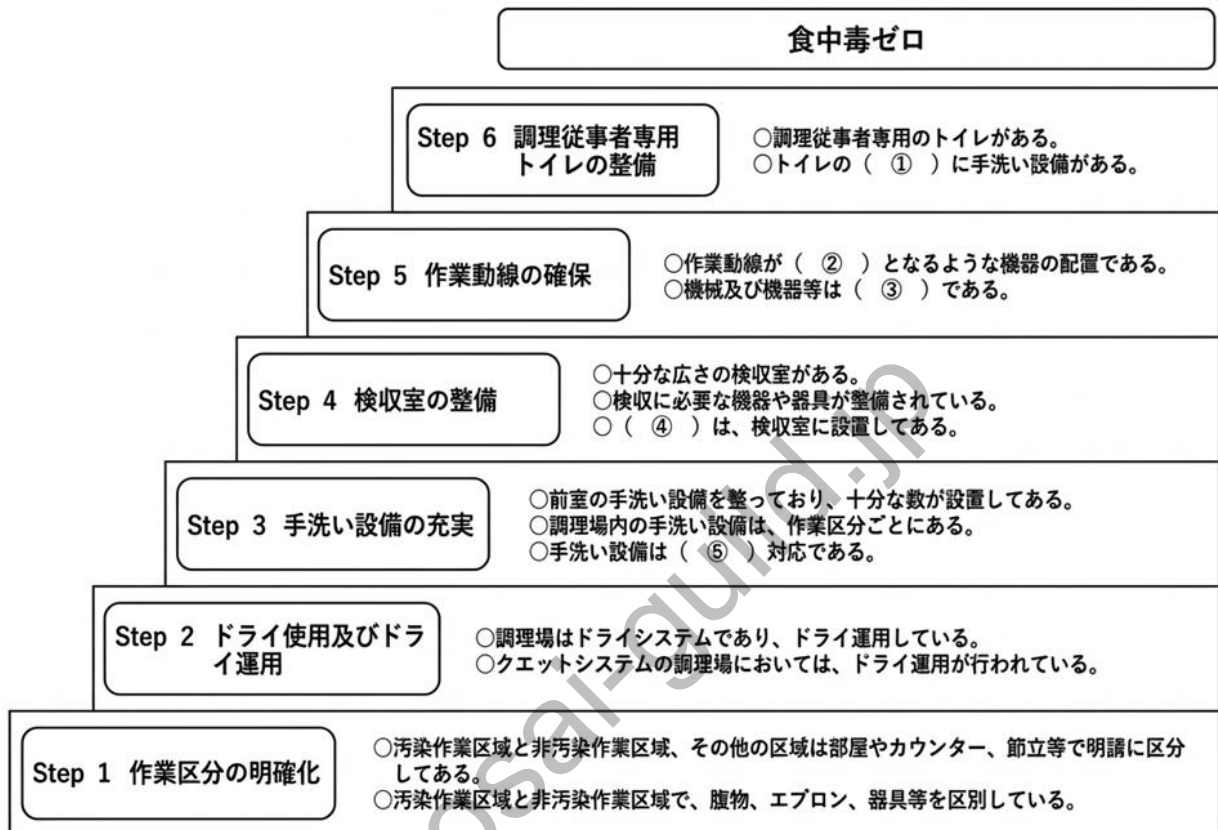 食中毒ゼロ
Step 6 調理従事者専用
トイレの整備
○調理従事者専用のトイレがある。
○トイレの（ ① ）に手洗い設備がある。
Step 5 作業動線の確保
○作業動線が（ ② ）となるような機器の配置である。
○機械及び機器等は（ ③ ）である。
Step 4 検収室の整備
○十分な広さの検収室がある。
○検収に必要な機器や器具が整備されている。
○（ ④ ）は、検収室に設置してある。
Step 3 手洗い設備の充実
○前室の手洗い設備を整っており、十分な数が設置してある。
○調理場内の手洗い設備は、作業区分ごとにある。
○手洗い設備は（ ⑤ ）対応である。
Step 2 ドライ使用及びドラ
イ運用
○調理場はドライシステムであり、ドライ運用している。
○クエットシステムの調理場においては、ドライ運用が行われている。
Step 1 作業区分の明確化
○汚染作業区域と非汚染作業区域、その他の区域は部屋やカウンター、節立等で明講に区分
してある。
○汚染作業区域と非汚染作業区域で、腹物、エブロン、器具等を区別している。
osai-guild.jp